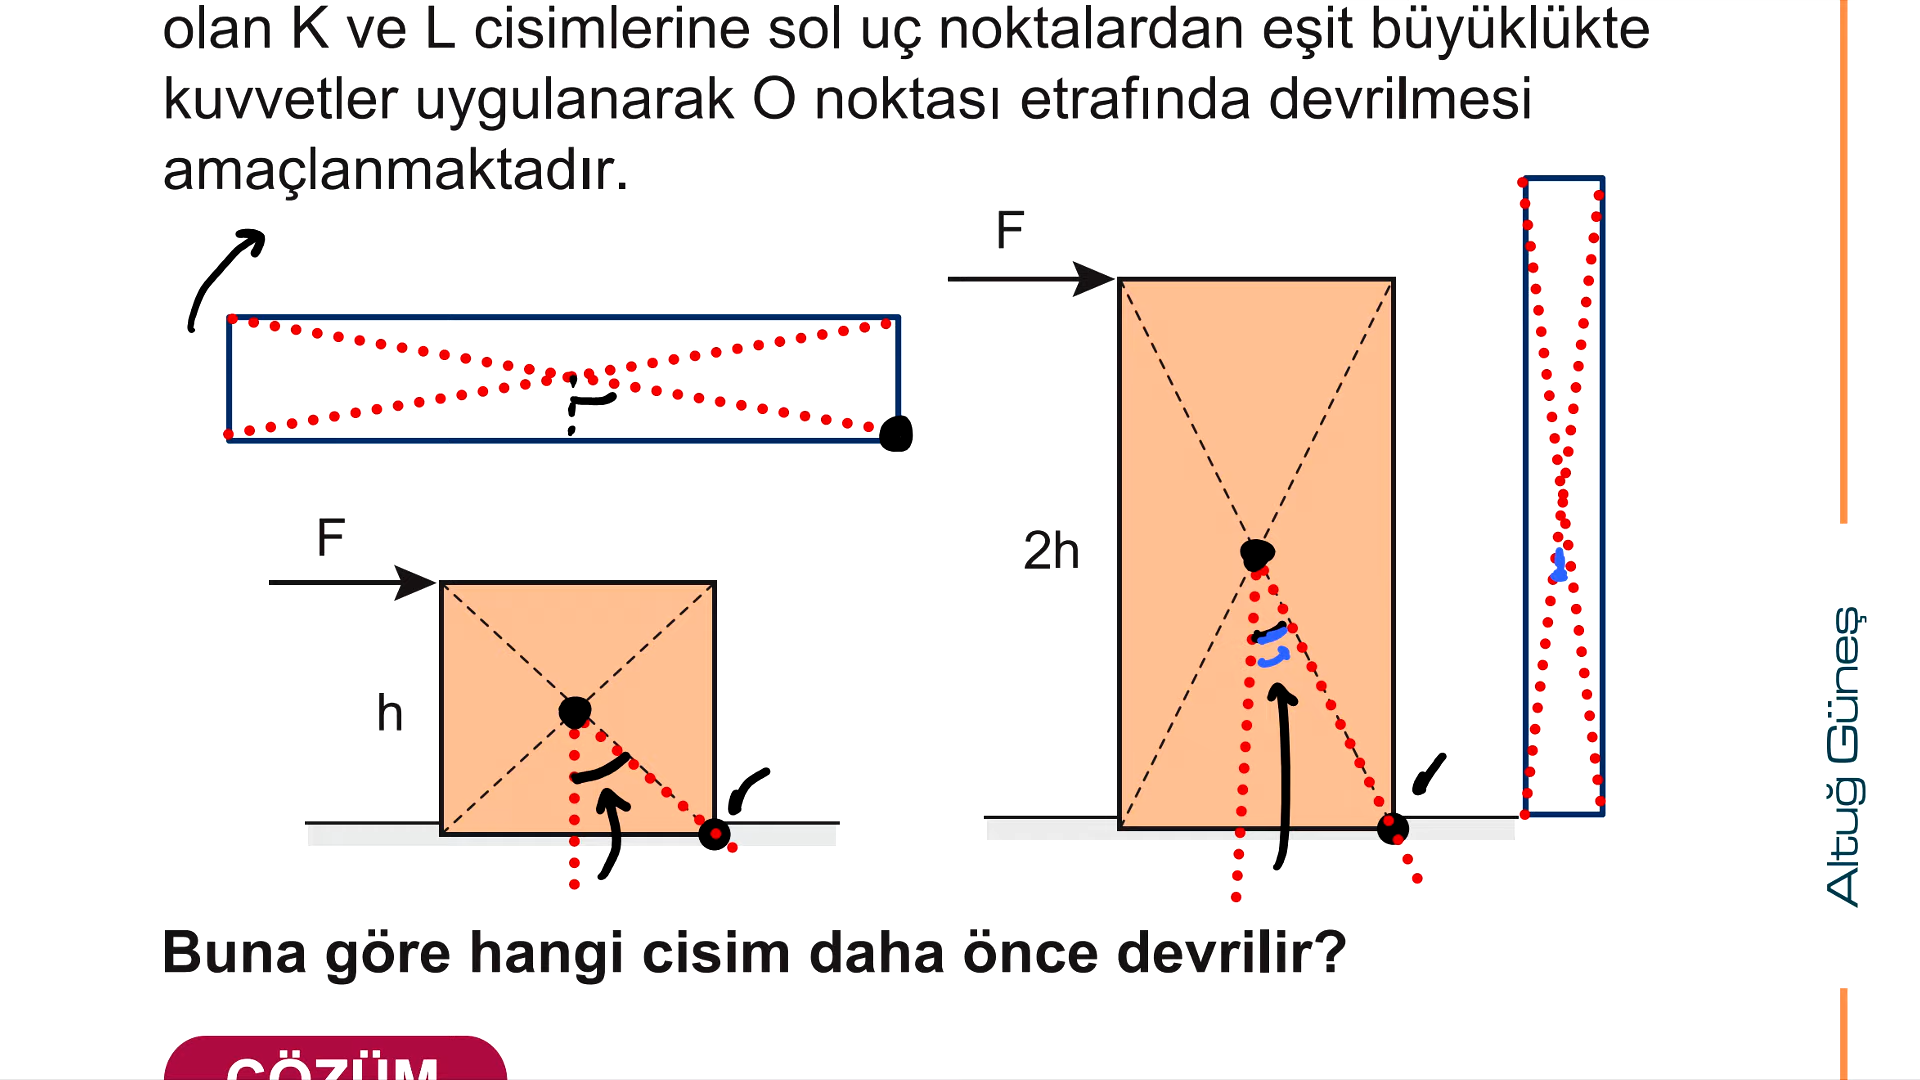 olan K ve L cisimlerine sol uç noktalardan eşit büyüklükte
kuvvetler uygulanarak O noktası etrafında devrilmesi
amaçlanmaktadır.
F
F
2h
h
Altuğ Güneş
Buna göre hangi cisim daha önce devrilir?
ÇÖZÜM